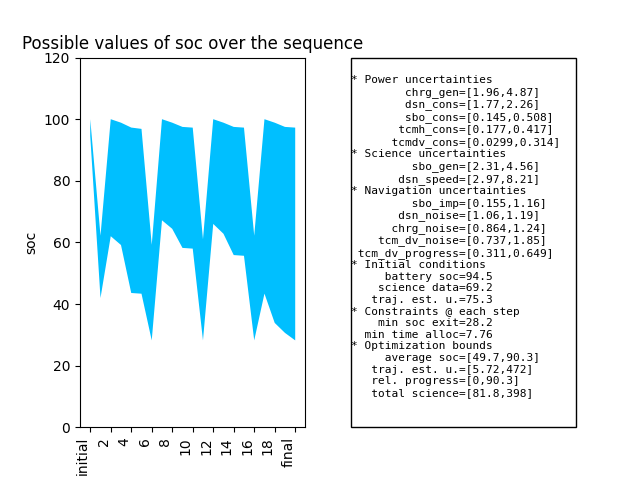 Possible values of soc over the sequence
120
100
80
60
40
20
0
soc
initial
2
4
6
8
10
12
14
16
18
final
* Power uncertainties
chrg_gen=[1.96,4.87]
dsn_cons=[1.77,2.26]
sbo_cons=[0.145,0.508]
tcmh_cons=[0.177,0.417]
tcmdv_cons=[0.0299,0.314]
* Science uncertainties
sbo_gen=[2.31,4.56]
dsn_speed=[2.97,8.21]
* Navigation uncertainties
sbo_imp=[0.155,1.16]
dsn_noise=[1.06,1.19]
chrg_noise=[0.864,1.24]
tcm_dv_noise=[0.737,1.85]
tcm_dv_progress=[0.311,0.649]
* Initial conditions
battery soc=94.5
science data=69.2
traj. est. u.=75.3
* Constraints @ each step
min soc exit=28.2
min time alloc=7.76
* Optimization bounds
average soc=[49.7,90.3]
traj. est. u.=[5.72,472]
rel. progress=[0,90.3]
total science=[81.8,398]